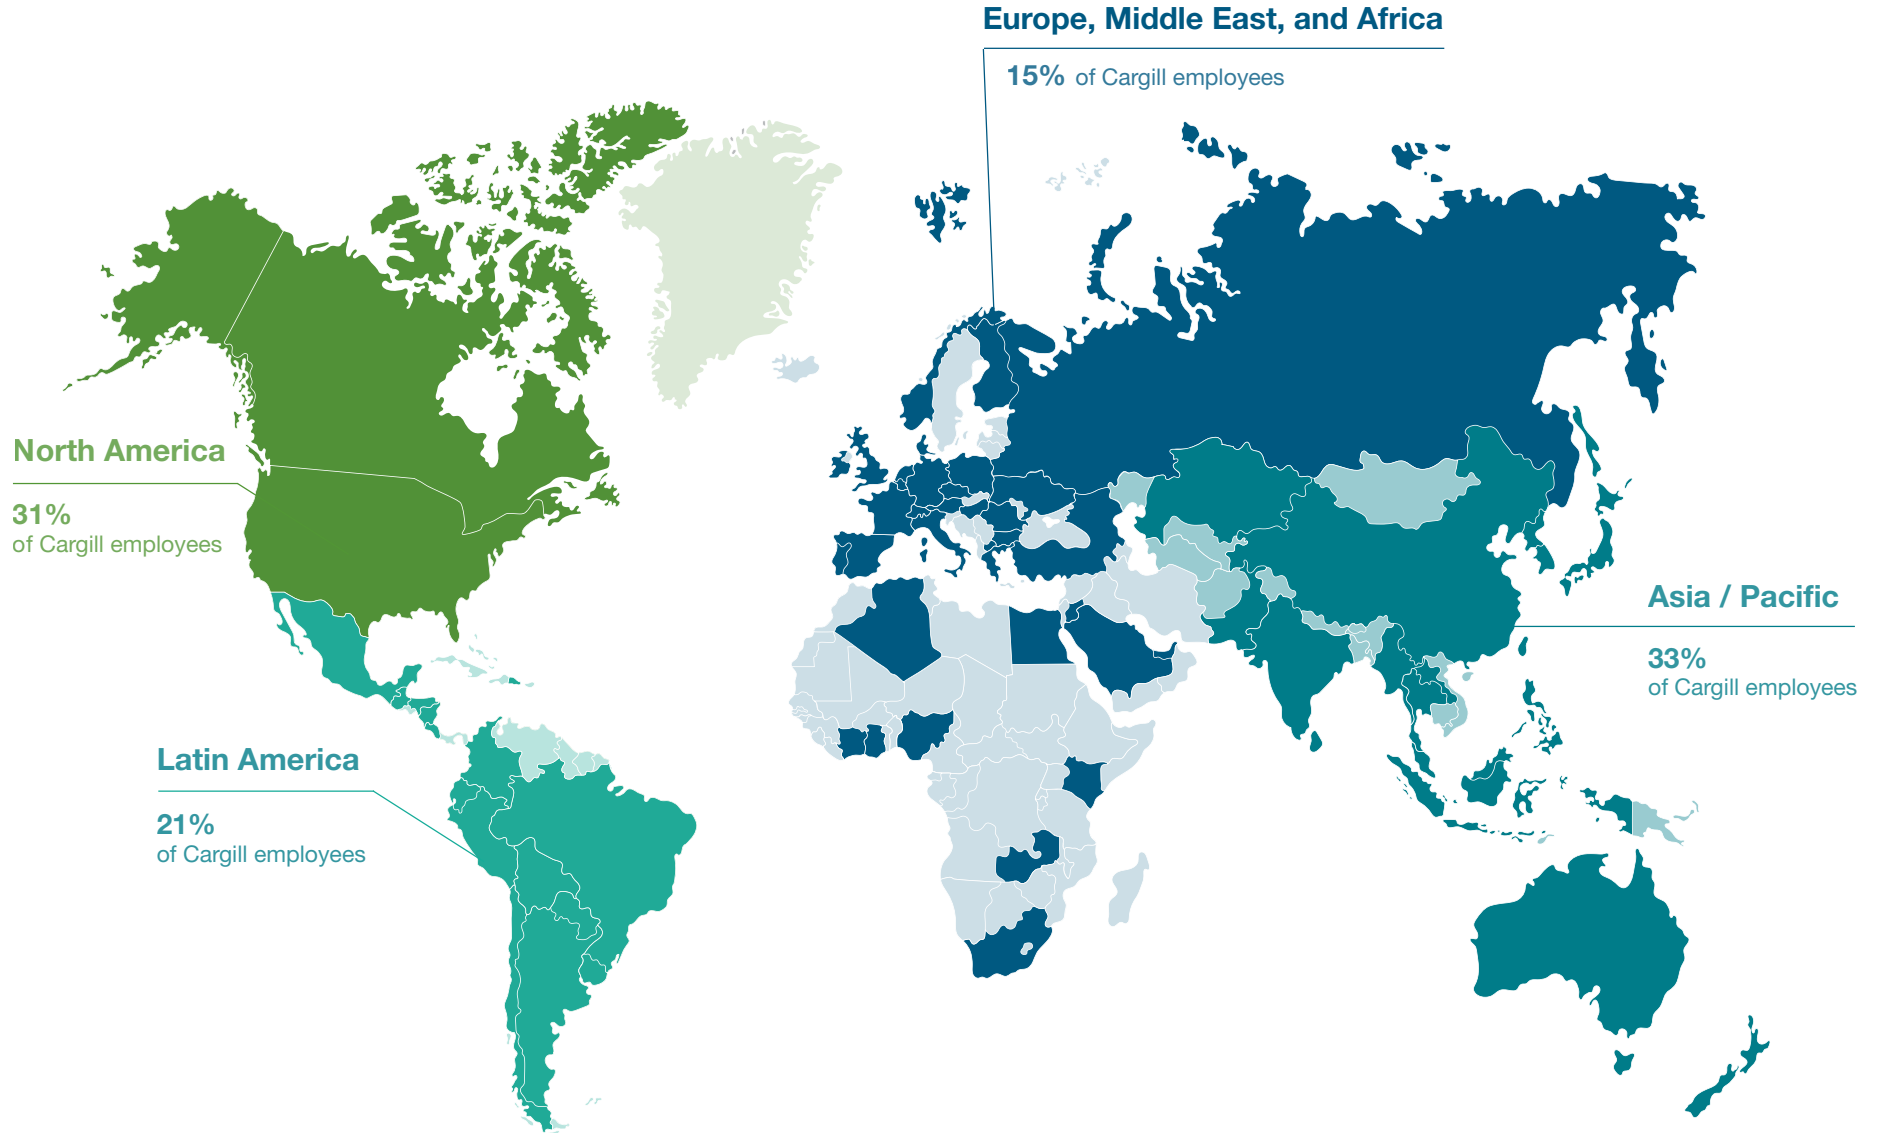 Europe, Middle East, and Africa
15% of Cargill employees
North America
31%
of Cargill employees
Asia / Pacific
33%
of Cargill employees
Latin America
21%
of Cargill employees